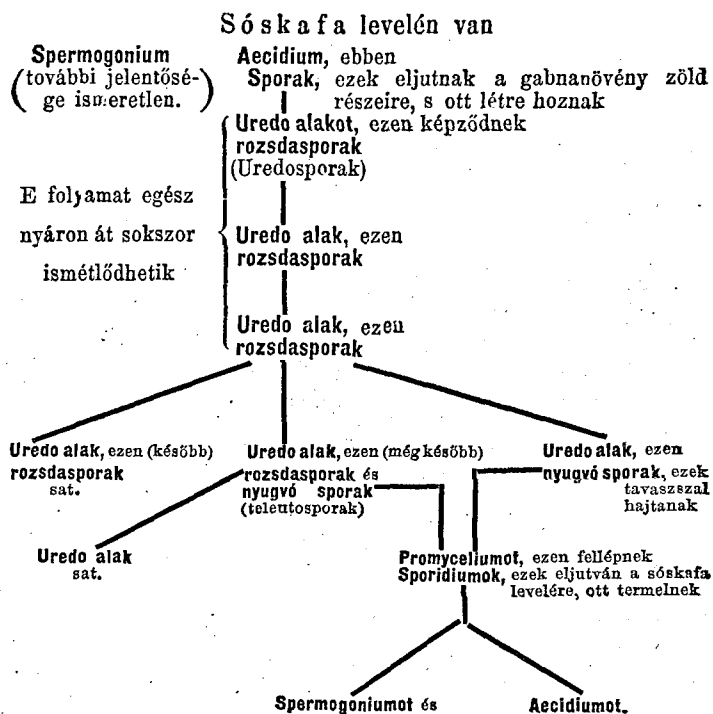 Sóskafa levelén van
Spermogonium
(további jelentősé-
ge ismeretlen.)
Aecidium, ebben
Sporak, ezek eljutnak a gabnanövény zöld
részeire, s ott létre hoznak
Uredo alakot, ezen képződnek
rozsdasporak
(Uredosporak)
E folyamat egész
nyáron át sokszor
ismétlődhetik
Uredo alak, ezen
rozsdasporak
Uredo alak, ezen
rozsdasporak
Uredo alak, ezen (később)
rozsdasporak
sat.
Uredo alak, ezen (még később)
rozsdasporak és
nyugvó sporak
(teleutosporak)
Uredo alak, ezen
nyugvó sporak, ezek
tavaszszal
hajtanak
Uredo alak
sat.
Promyceliumot, ezen fellépnek
Sporidiumok, ezek eljutván a sóskafa
levelére, ott termelnek
Spermogoniumot és
Aecidiumot.